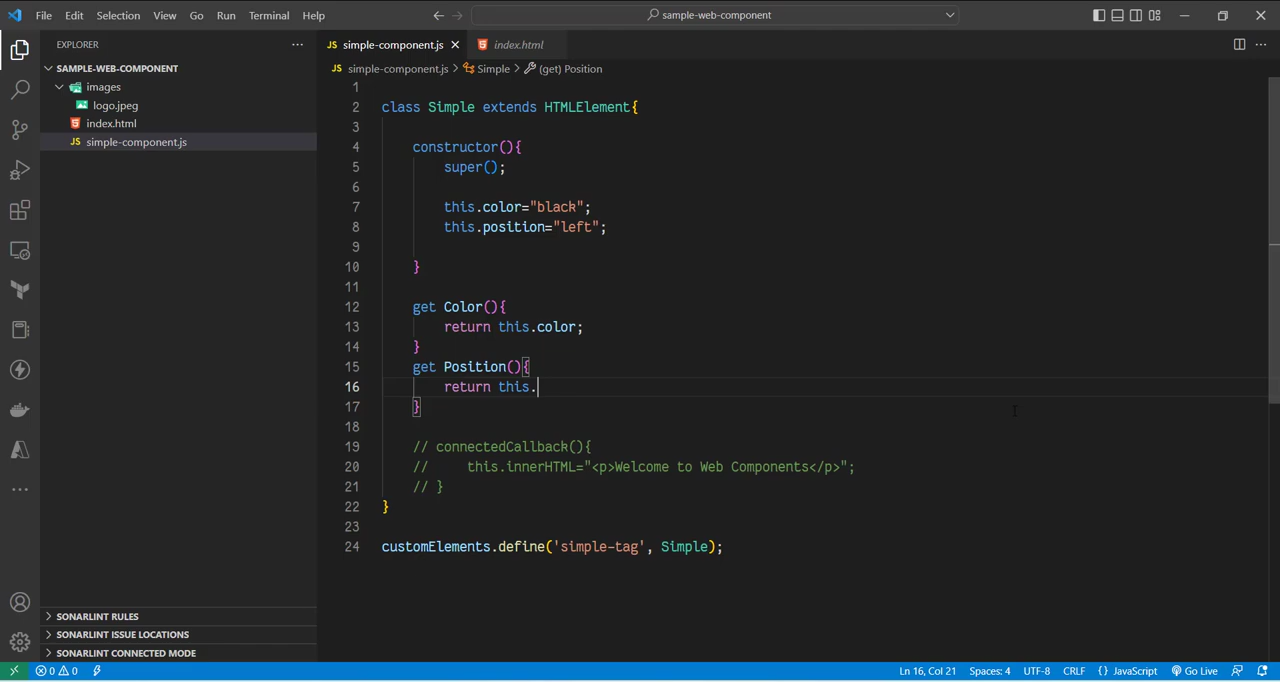 File Edit Selection View Go Run Terminal Help
sample-web-component
EXPLORER
SAMPLE-WEB-COMPONENT
images
logo.jpeg
index.html
JS simple-component.js
SONARLINT RULES
SONARLINT ISSUE LOCATIONS
SONARLINT CONNECTED MODE
JS simple-component.js
index.html
JS simple-component.js > Simple > (get) Position
1
2 class Simple extends HTMLElement{
3
4 constructor(){
5 super();
6
7 this.color="black";
8 this.position="left";
9
10 }
11
12 get Color(){
13 return this.color;
14 }
15 get Position(){
16 return this.
17 }
18
19 // connectedCallback(){
20 // this.innerHTML="<p>Welcome to Web Components</p>";
21 // }
22 }
23
24 customElements.define('simple-tag', Simple);
0 0 Ln 16, Col 21 Spaces: 4 UTF-8 CRLF {} JavaScript Go Live